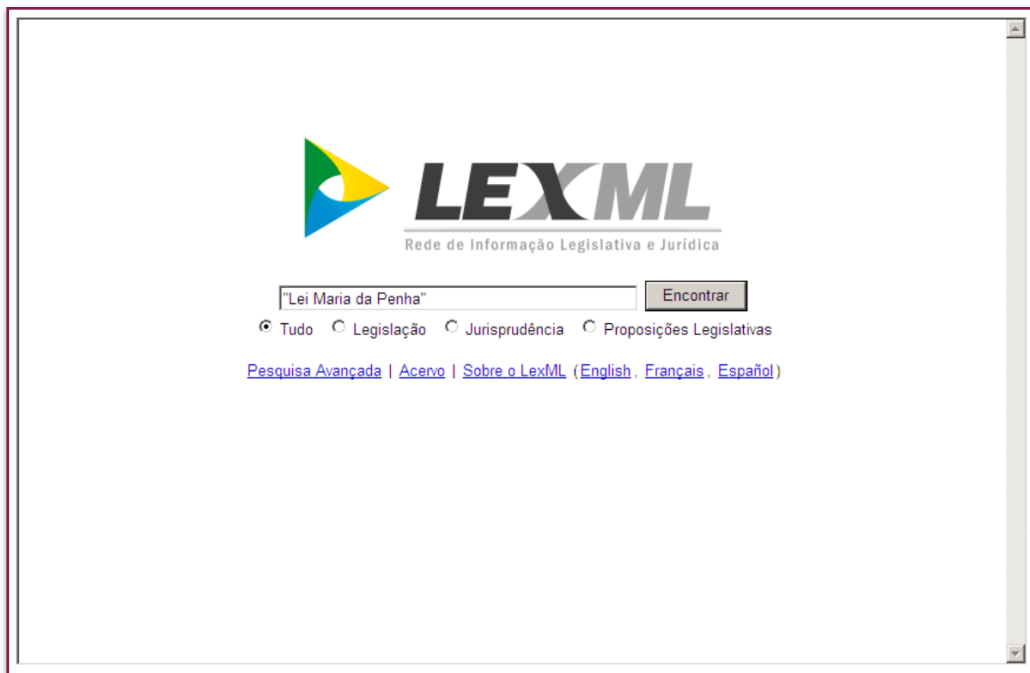 LEXML
Rede de Informação Legislativa e Jurídica
"Lei Maria da Penha" Encontrar
Tudo Legislação Jurisprudência Proposições Legislativas
Pesquisa Avançada | Acervo | Sobre o LexML (English, Français, Español)